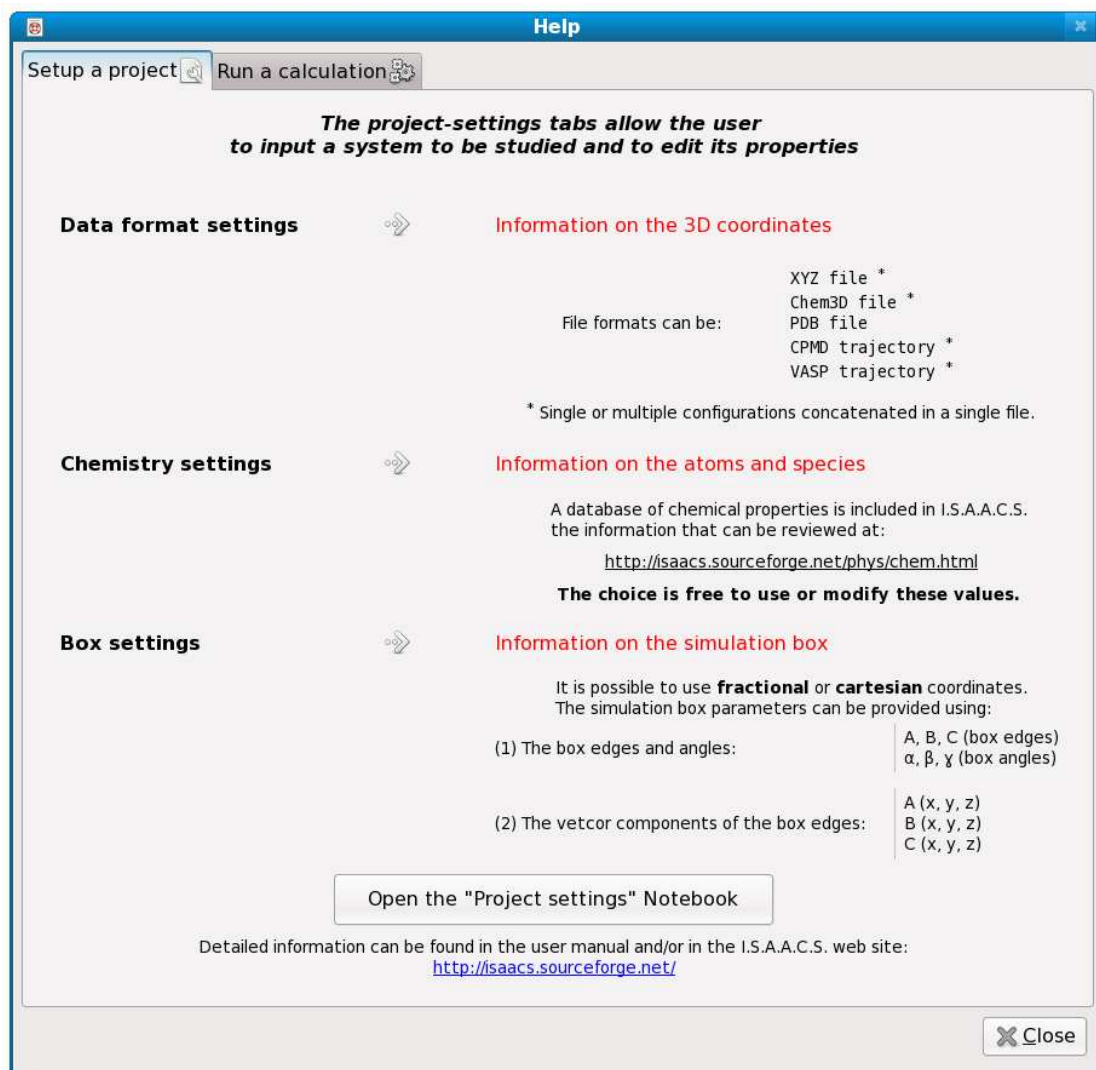 Help
Setup a project
Run a calculation
The project-settings tabs allow the user
to input a system to be studied and to edit its properties
Data format settings
Information on the 3D coordinates
File formats can be:
XYZ file *
Chem3D file *
PDB file
CPMD trajectory *
VASP trajectory *
* Single or multiple configurations concatenated in a single file.
Chemistry settings
Information on the atoms and species
A database of chemical properties is included in I.S.A.A.C.S.
the information that can be reviewed at:
http://isaacs.sourceforge.net/phys/chem.html
The choice is free to use or modify these values.
Box settings
Information on the simulation box
It is possible to use fractional or cartesian coordinates.
The simulation box parameters can be provided using:
(1) The box edges and angles:
A, B, C (box edges)
α, β, ɣ (box angles)
(2) The vetcor components of the box edges:
A (x, y, z)
B (x, y, z)
C (x, y, z)
Open the "Project settings" Notebook
Detailed information can be found in the user manual and/or in the I.S.A.A.C.S. web site:
http://isaacs.sourceforge.net/
Close